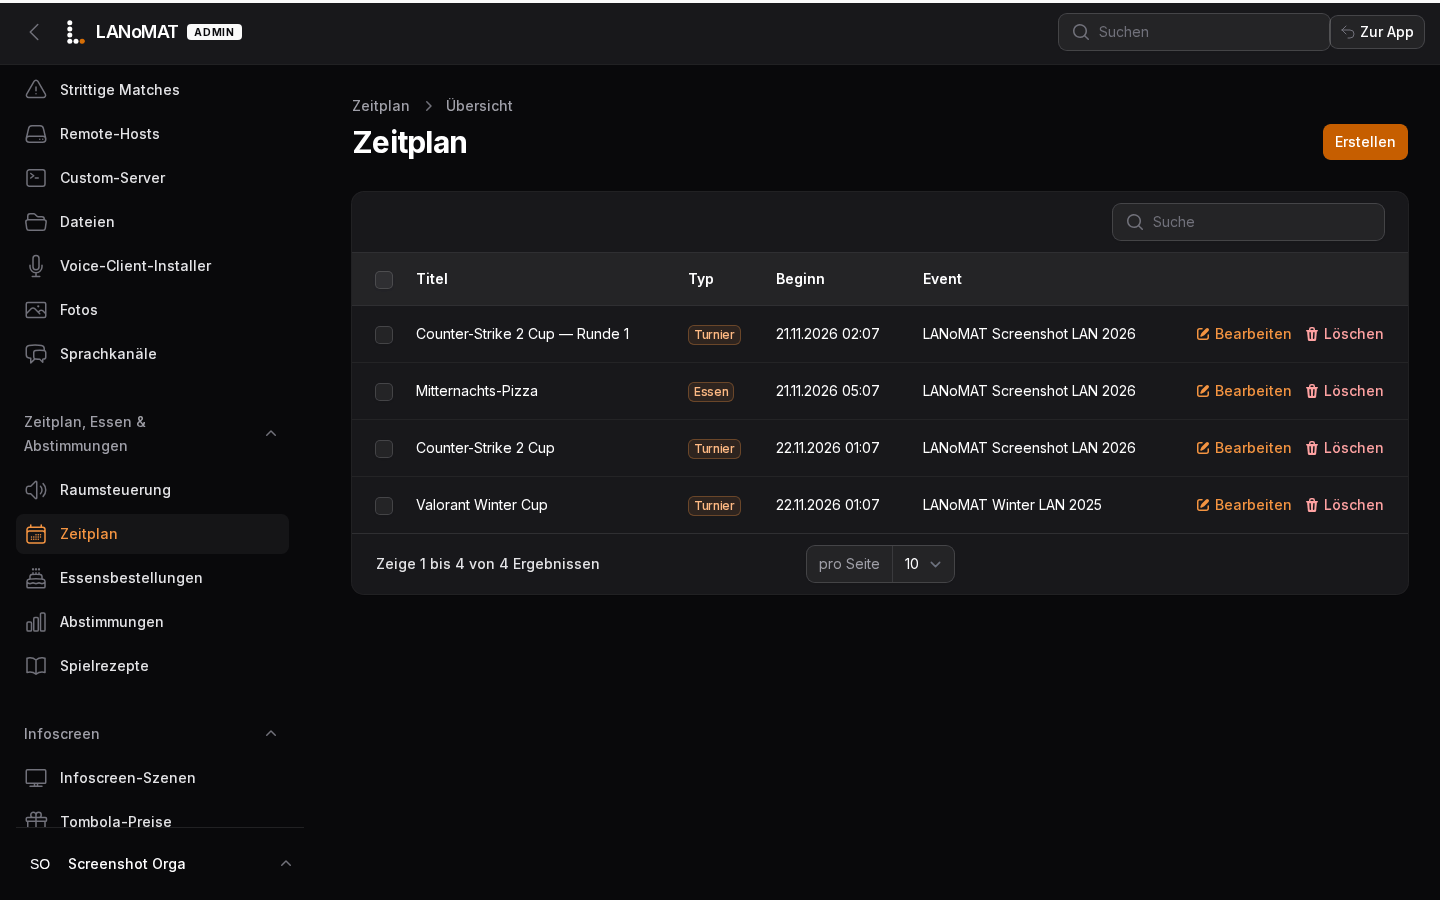 LANoMAT ADMIN
Suchen
Zur App
Strittige Matches
Remote-Hosts
Custom-Server
Dateien
Voice-Client-Installer
Fotos
Sprachkanäle
Zeitplan, Essen &
Abstimmungen
Raumsteuerung
Zeitplan
Essensbestellungen
Abstimmungen
Spielrezepte
Infoscreen
Infoscreen-Szenen
Tombola-Preise
SO Screenshot Orga
Zeitplan Übersicht
Zeitplan
Erstellen
Suche
Titel Typ Beginn Event
Counter-Strike 2 Cup — Runde 1 Turnier 21.11.2026 02:07 LANoMAT Screenshot LAN 2026 Bearbeiten Löschen
Mitternachts-Pizza Essen 21.11.2026 05:07 LANoMAT Screenshot LAN 2026 Bearbeiten Löschen
Counter-Strike 2 Cup Turnier 22.11.2026 01:07 LANoMAT Screenshot LAN 2026 Bearbeiten Löschen
Valorant Winter Cup Turnier 22.11.2026 01:07 LANoMAT Winter LAN 2025 Bearbeiten Löschen
Zeige 1 bis 4 von 4 Ergebnissen
pro Seite 10